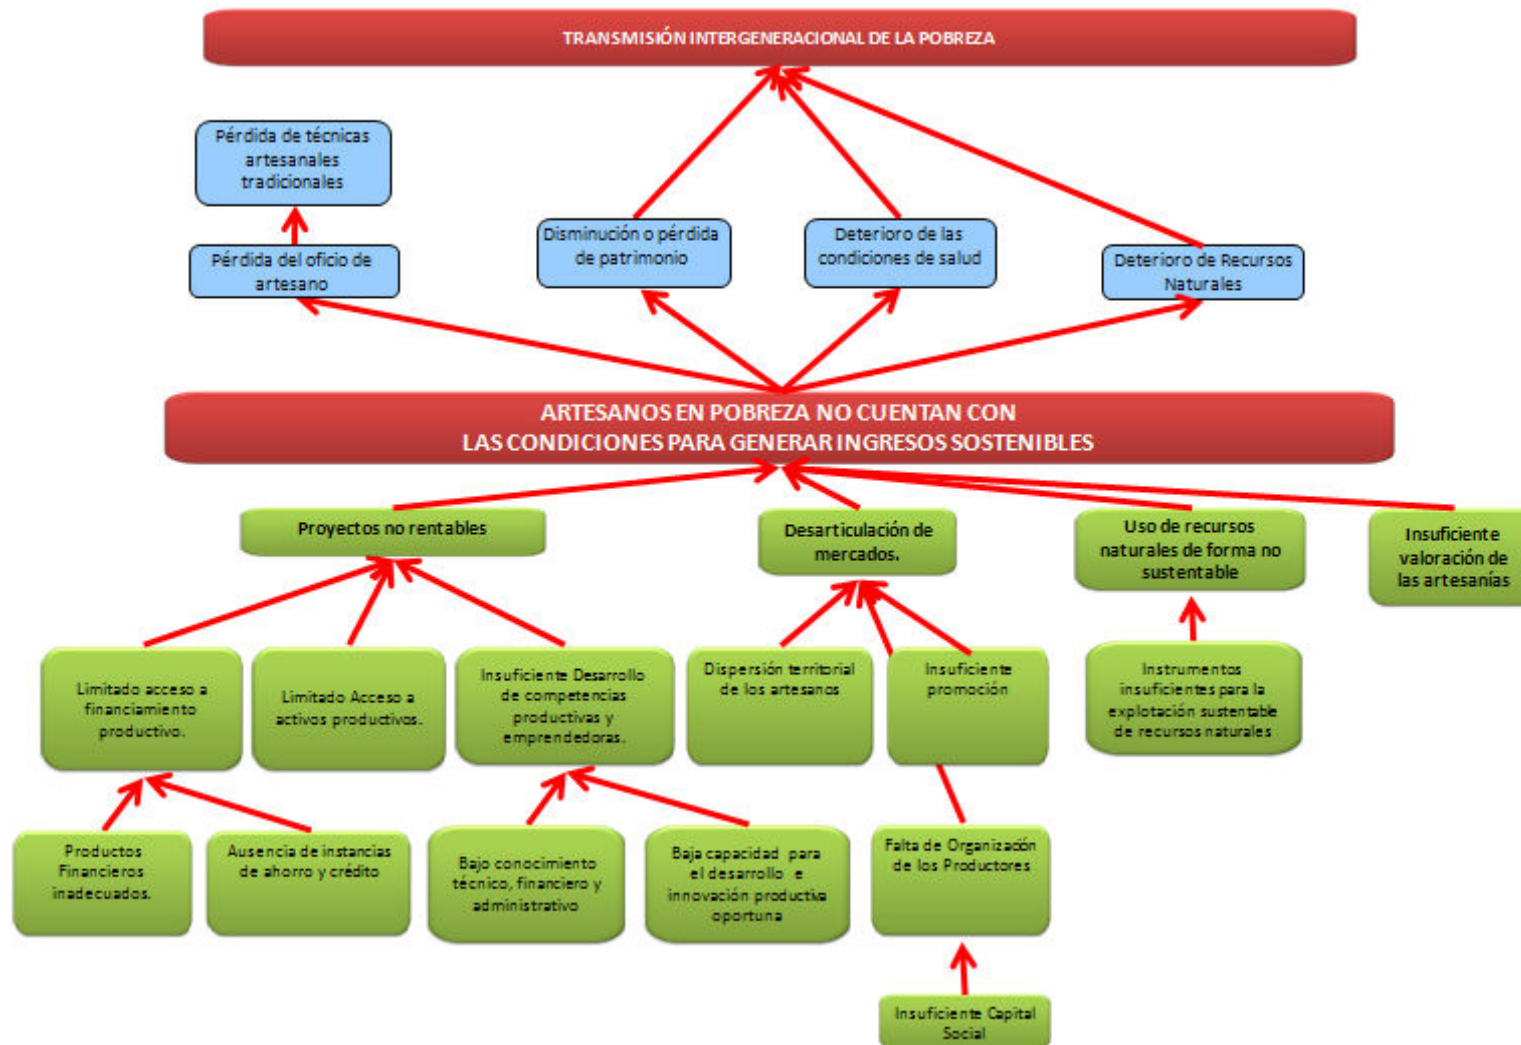 TRANSMISIÓN INTERGENERACIONAL DE LA POBREZA
Pérdida de técnicas
artesanales
tradicionales
Pérdida del oficio de
artesano
Disminución o pérdida
de patrimonio
Deterioro de las
condiciones de salud
Deterioro de Recursos
Naturales
ARTESANOS EN POBREZA NO CUENTAN CON
LAS CONDICIONES PARA GENERAR INGRESOS SOSTENIBLES
Proyectos no rentables
Desarticulación de
mercados.
Uso de recursos
naturales de forma no
sustentable
Insuficiente
valoración de
las artesanías
Limitado acceso a
financiamiento
productivo.
Limitado Acceso a
activos productivos.
Insuficiente Desarrollo
de competencias
productivas y
emprendedoras.
Dispersión territorial
de los artesanos
Insuficiente
promoción
Instrumentos
insuficientes para la
explotación sustentable
de recursos naturales
Productos
Financieros
inadecuados.
Ausencia de instancias
de ahorro y crédito
Bajo conocimiento
técnico, financiero y
administrativo
Baja capacidad para
el desarrollo e
innovación productiva
oportuna
Falta de Organización
de los Productores
Insuficiente Capital
Social